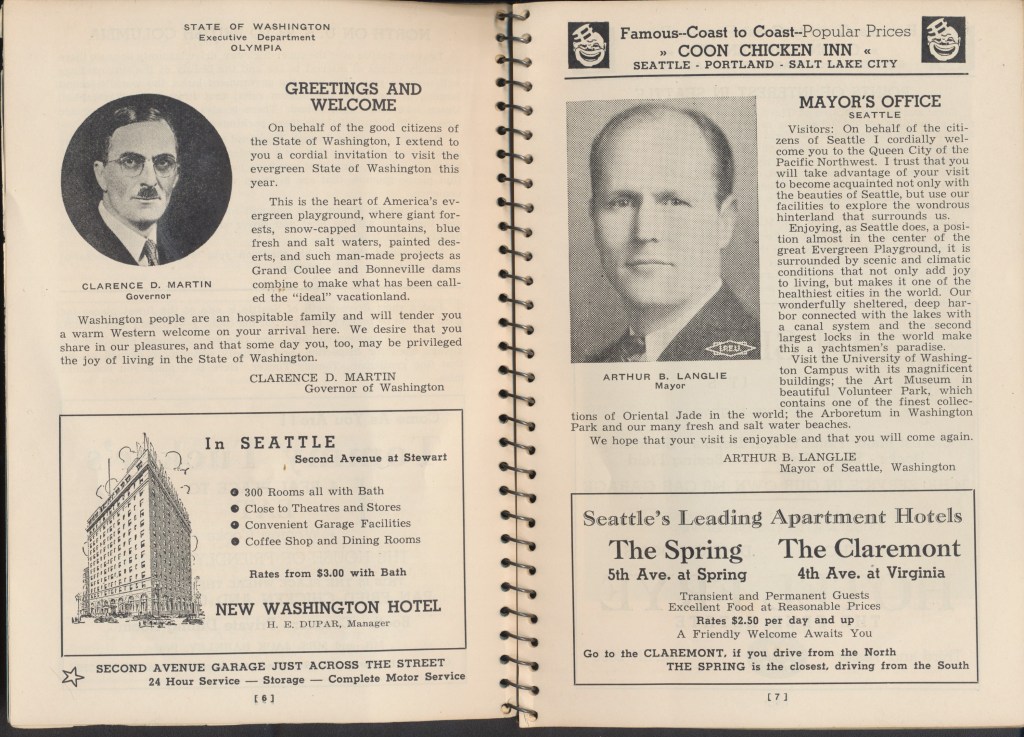 STATE OF WASHINGTON
Executive Department
OLYMPIA
GREETINGS AND
WELCOME
On behalf of the good citizens of
the State of Washington, I extend to
you a cordial invitation to visit the
evergreen State of Washington this
year.
This is the heart of America's ev-
ergreen playground, where giant for-
ests, snow-capped mountains, blue
fresh and salt waters, painted des-
erts, and such man-made projects as
Grand Coulee and Bonneville dams
combine to make what has been call-
ed the "ideal" vacationland.
CLARENCE D. MARTIN
Governor
Washington people are an hospitable family and will tender you
a warm Western welcome on your arrival here. We desire that you
share in our pleasures, and that some day you, too, may be privileged
the joy of living in the State of Washington.
CLARENCE D. MARTIN
Governor of Washington
In SEATTLE
Second Avenue at Stewart
300 Rooms all with Bath
Close to Theatres and Stores
Convenient Garage Facilities
Coffee Shop and Dining Rooms
Rates from $3.00 with Bath
NEW WASHINGTON HOTEL
H. E. DUPAR, Manager
SECOND AVENUE GARAGE JUST ACROSS THE STREET
24 Hour Service — Storage — Complete Motor Service
[ 6 ]
Famous--Coast to Coast--Popular Prices
» COON CHICKEN INN «
SEATTLE - PORTLAND - SALT LAKE CITY
MAYOR'S OFFICE
SEATTLE
Visitors: On behalf of the citi-
zens of Seattle I cordially wel-
come you to the Queen City of the
Pacific Northwest. I trust that you
will take advantage of your visit
to become acquainted not only with
the beauties of Seattle, but use our
facilities to explore the wondrous
hinterland that surrounds us.
Enjoying, as Seattle does, a posi-
tion almost in the center of the
great Evergreen Playground, it is
surrounded by scenic and climatic
conditions that not only add joy
to living, but makes it one of the
healthiest cities in the world. Our
wonderfully sheltered, deep har-
bor connected with the lakes with
a canal system and the second
largest locks in the world make
this a yachtsmen's paradise.
Visit the University of Washing-
ton Campus with its magnificent
buildings; the Art Museum in
beautiful Volunteer Park, which
contains one of the finest collec-
tions of Oriental Jade in the world; the Arboretum in Washington
Park and our many fresh and salt water beaches.
We hope that your visit is enjoyable and that you will come again.
ARTHUR B. LANGLIE
Mayor of Seattle, Washington
ARTHUR B. LANGLIE
Mayor
Seattle's Leading Apartment Hotels
The Spring The Claremont
5th Ave. at Spring 4th Ave. at Virginia
Transient and Permanent Guests
Excellent Food at Reasonable Prices
Rates $2.50 per day and up
A Friendly Welcome Awaits You
Go to the CLAREMONT, if you drive from the North
THE SPRING is the closest, driving from the South
[ 7 ]